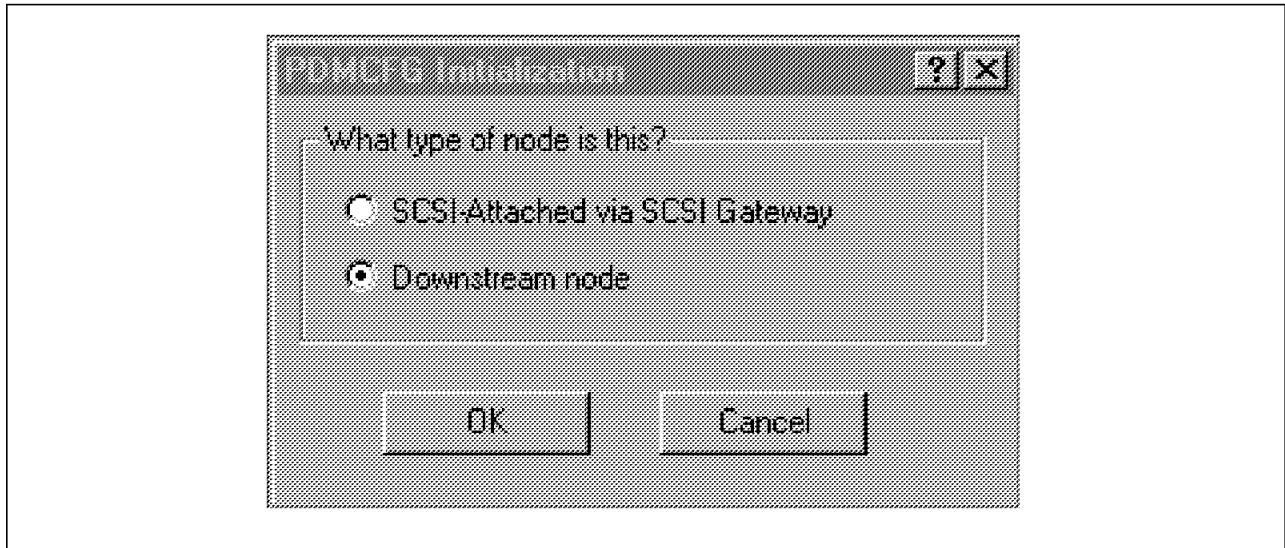 PDMCFG Initialization
What type of node is this?
SCSI-Attached via SCSI Gateway
Downstream node
OK Cancel